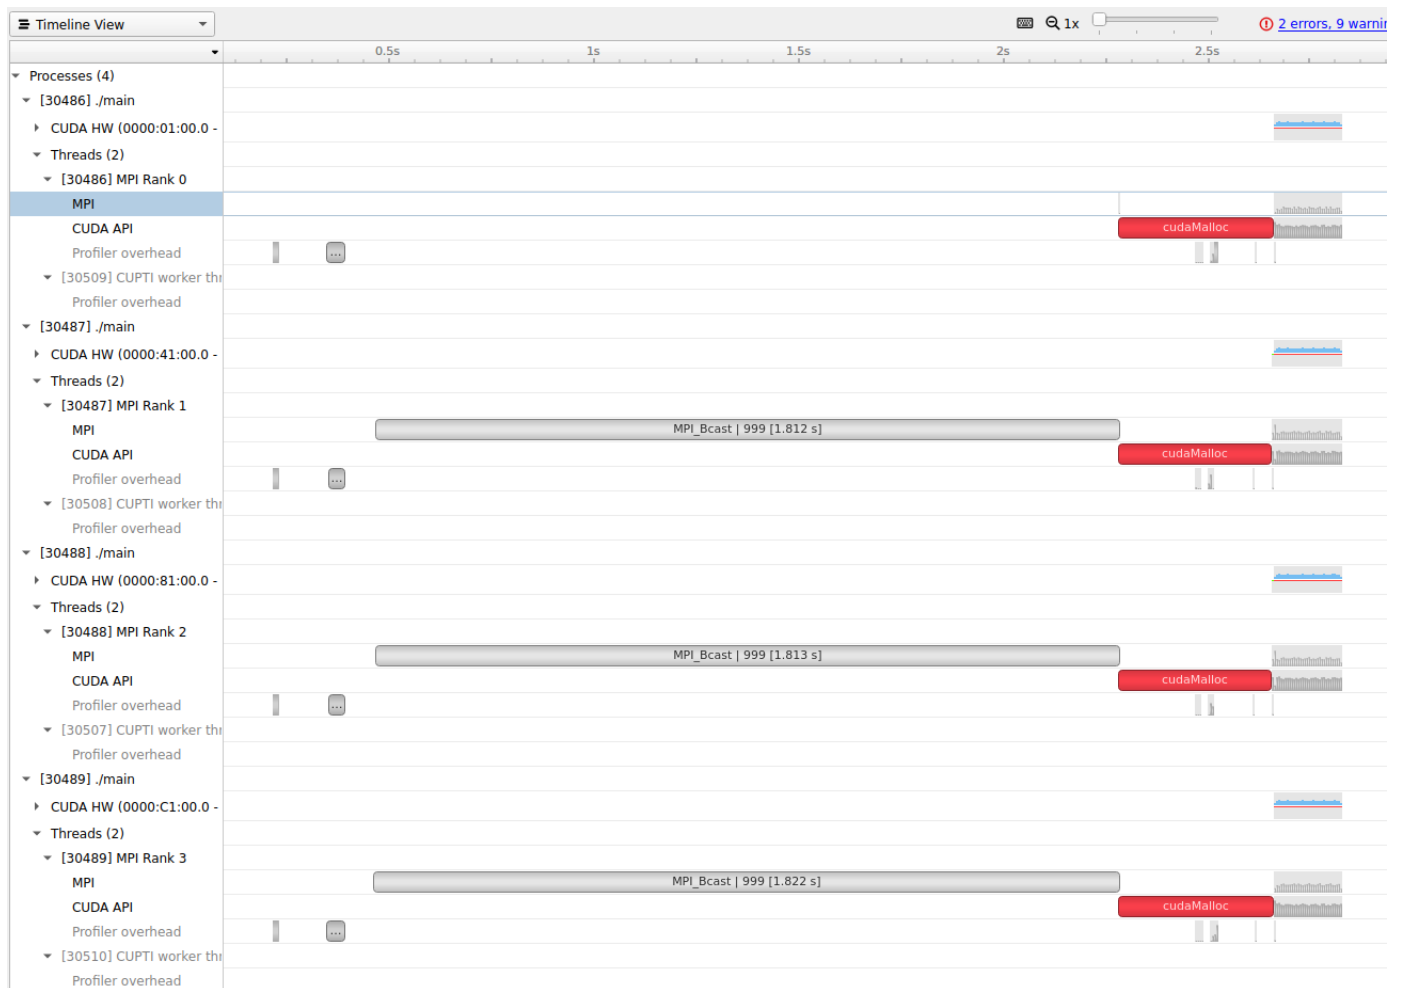 Timeline View 1x 2 errors, 9 warnin
0.5s 1s 1.5s 2s 2.5s
Processes (4)
[30486] ./main
CUDA HW (0000:01:00.0 -
Threads (2)
[30486] MPI Rank 0
MPI
CUDA API cudaMalloc
Profiler overhead ...
[30509] CUPTI worker thr
Profiler overhead
[30487] ./main
CUDA HW (0000:41:00.0 -
Threads (2)
[30487] MPI Rank 1
MPI MPI_Bcast | 999 [1.812 s]
CUDA API cudaMalloc
Profiler overhead ...
[30508] CUPTI worker thr
Profiler overhead
[30488] ./main
CUDA HW (0000:81:00.0 -
Threads (2)
[30488] MPI Rank 2
MPI MPI_Bcast | 999 [1.813 s]
CUDA API cudaMalloc
Profiler overhead ...
[30507] CUPTI worker thr
Profiler overhead
[30489] ./main
CUDA HW (0000:C1:00.0 -
Threads (2)
[30489] MPI Rank 3
MPI MPI_Bcast | 999 [1.822 s]
CUDA API cudaMalloc
Profiler overhead ...
[30510] CUPTI worker thr
Profiler overhead